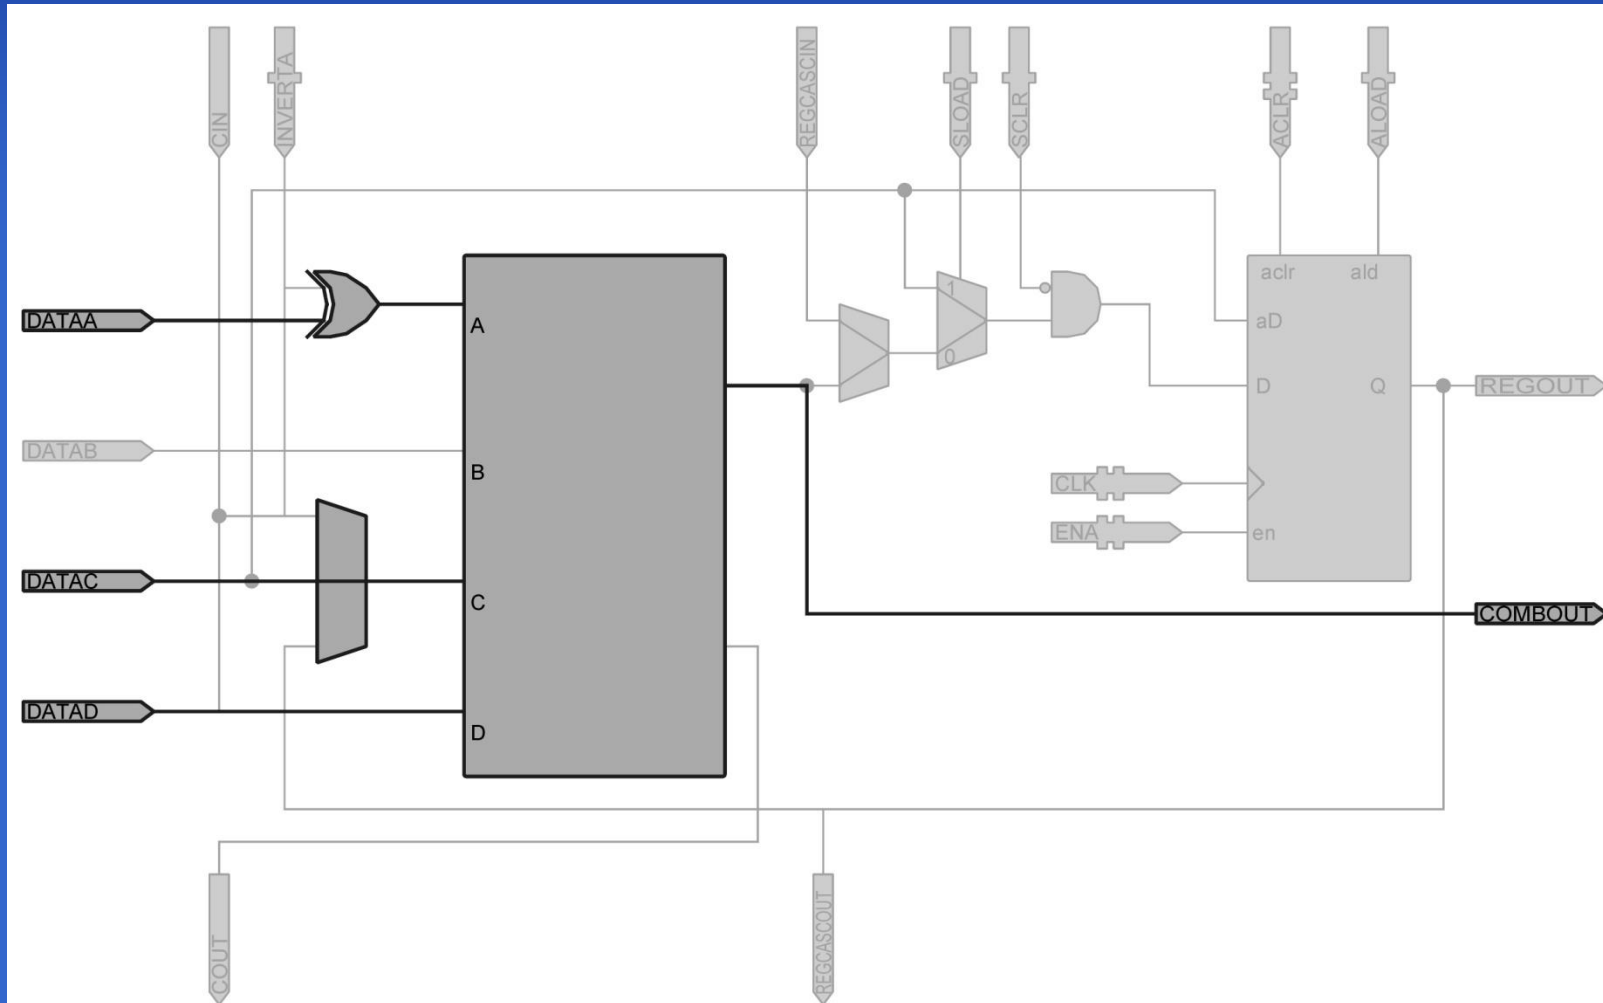 CIN
INVERTA
REGCASCIN
SLOAD
SCLR
ACLR
ALOAD
aclr
ald
1
0
DATAA
A
aD
D
Q
REGOUT
DATAB
B
CLK
ENA
en
DATAC
C
COMBOUT
DATAD
D
COUT
REGCASCOUT